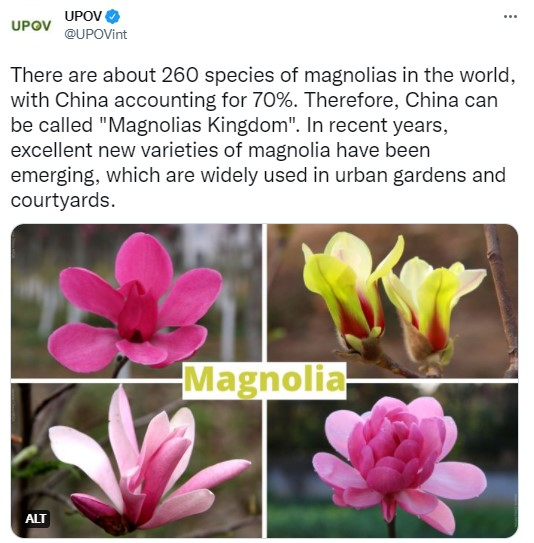 UPOV
UPOV
@UPOVint
There are about 260 species of magnolias in the world,
with China accounting for 70%. Therefore, China can
be called "Magnolias Kingdom". In recent years,
excellent new varieties of magnolia have been
emerging, which are widely used in urban gardens and
courtyards.
Magnolia
ALT